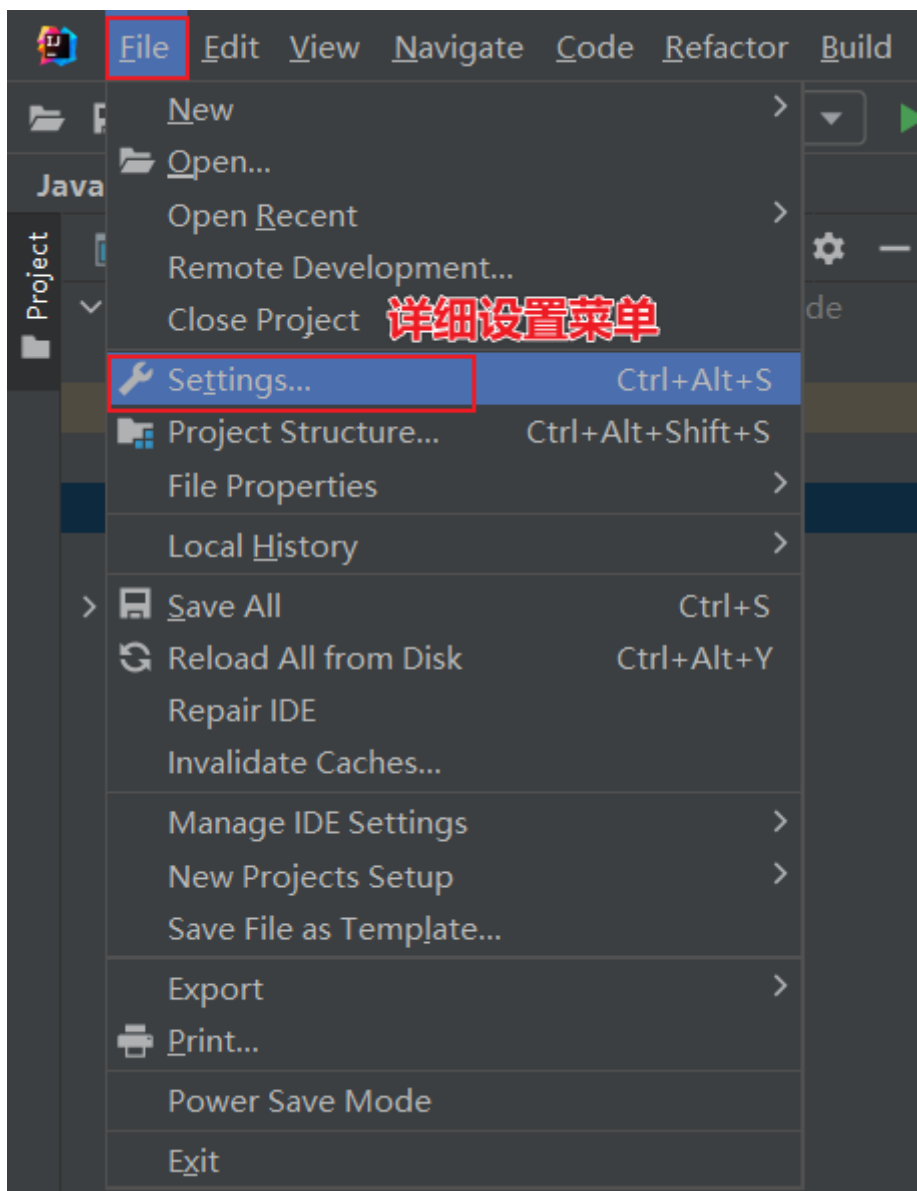 File Edit View Navigate Code Refactor Build
New
Open...
Java
Open Recent
Project
Remote Development...
Close Project
详细设置菜单
de
Settings... Ctrl+Alt+S
Project Structure... Ctrl+Alt+Shift+S
File Properties
Local History
Save All Ctrl+S
Reload All from Disk Ctrl+Alt+Y
Repair IDE
Invalidate Caches...
Manage IDE Settings
New Projects Setup
Save File as Template...
Export
Print...
Power Save Mode
Exit